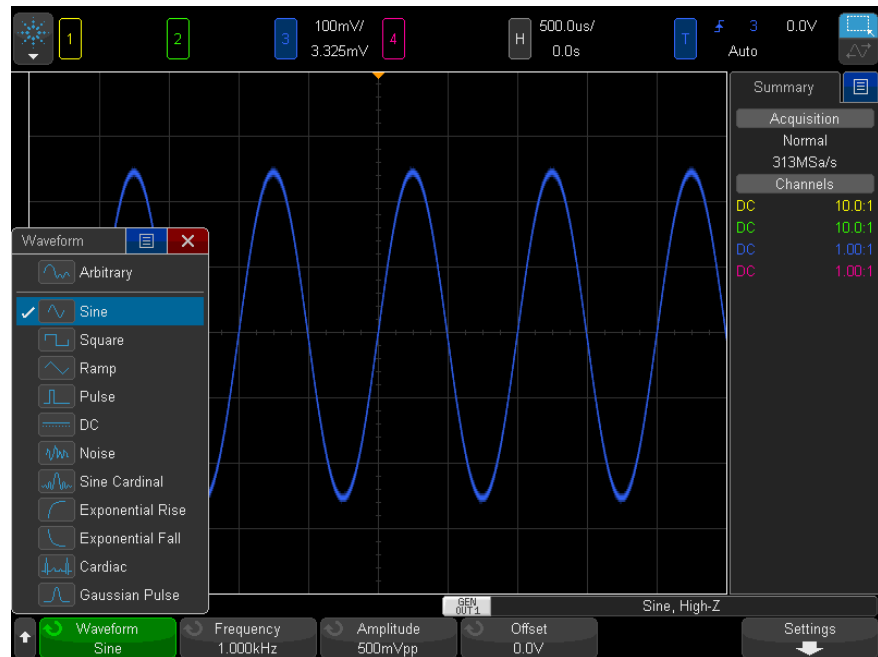 1
2
3
100mV/
3.325mV
4
H
500.0us/
0.0s
T
3
0.0V
Auto
Summary
Acquisition
Normal
313MSa/s
Channels
DC 10.0:1
DC 10.0:1
DC 1.00:1
DC 1.00:1
Waveform
Arbitrary
Sine
Square
Ramp
Pulse
DC
Noise
Sine Cardinal
Exponential Rise
Exponential Fall
Cardiac
Gaussian Pulse
GEN
OUT1
Sine, High-Z
Waveform
Sine
Frequency
1.000kHz
Amplitude
500mVpp
Offset
0.0V
Settings